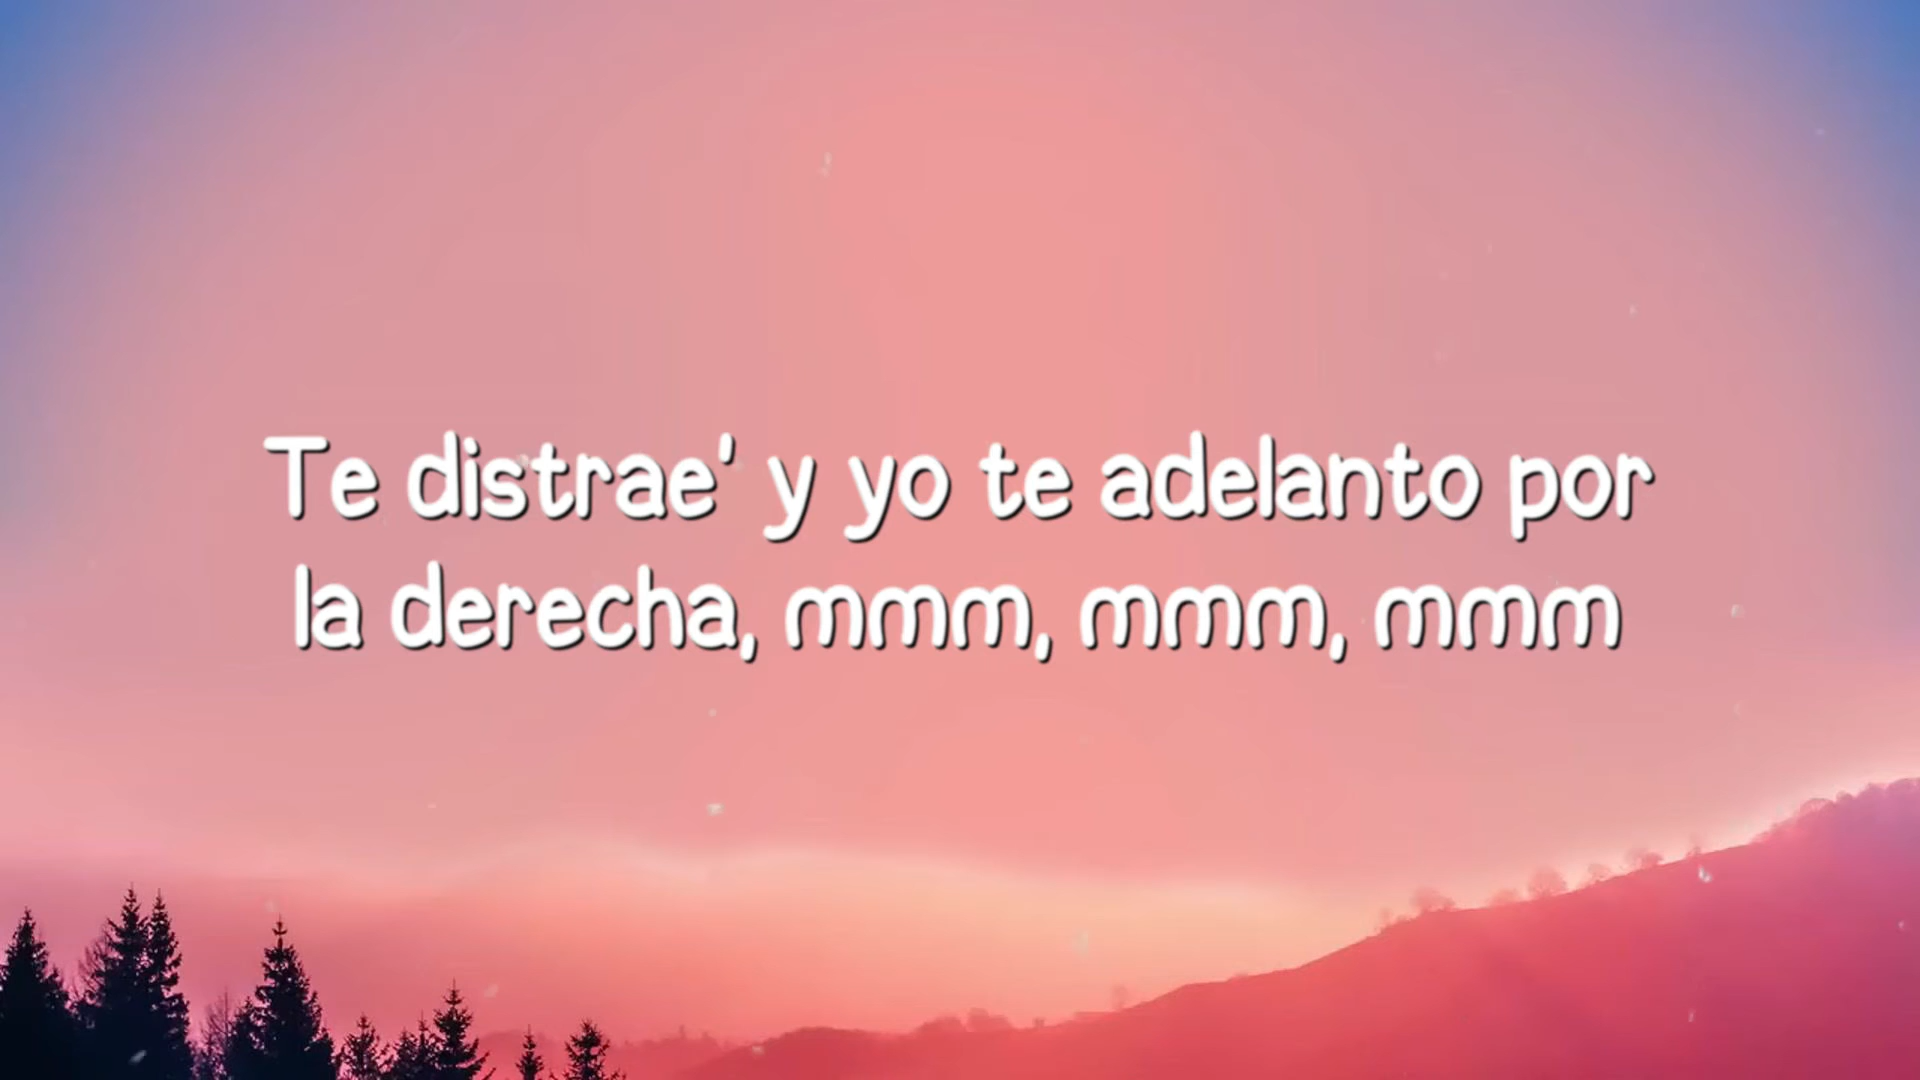 Te distrae' y yo te adelanto por
la derecha, mmm, mmm, mmm